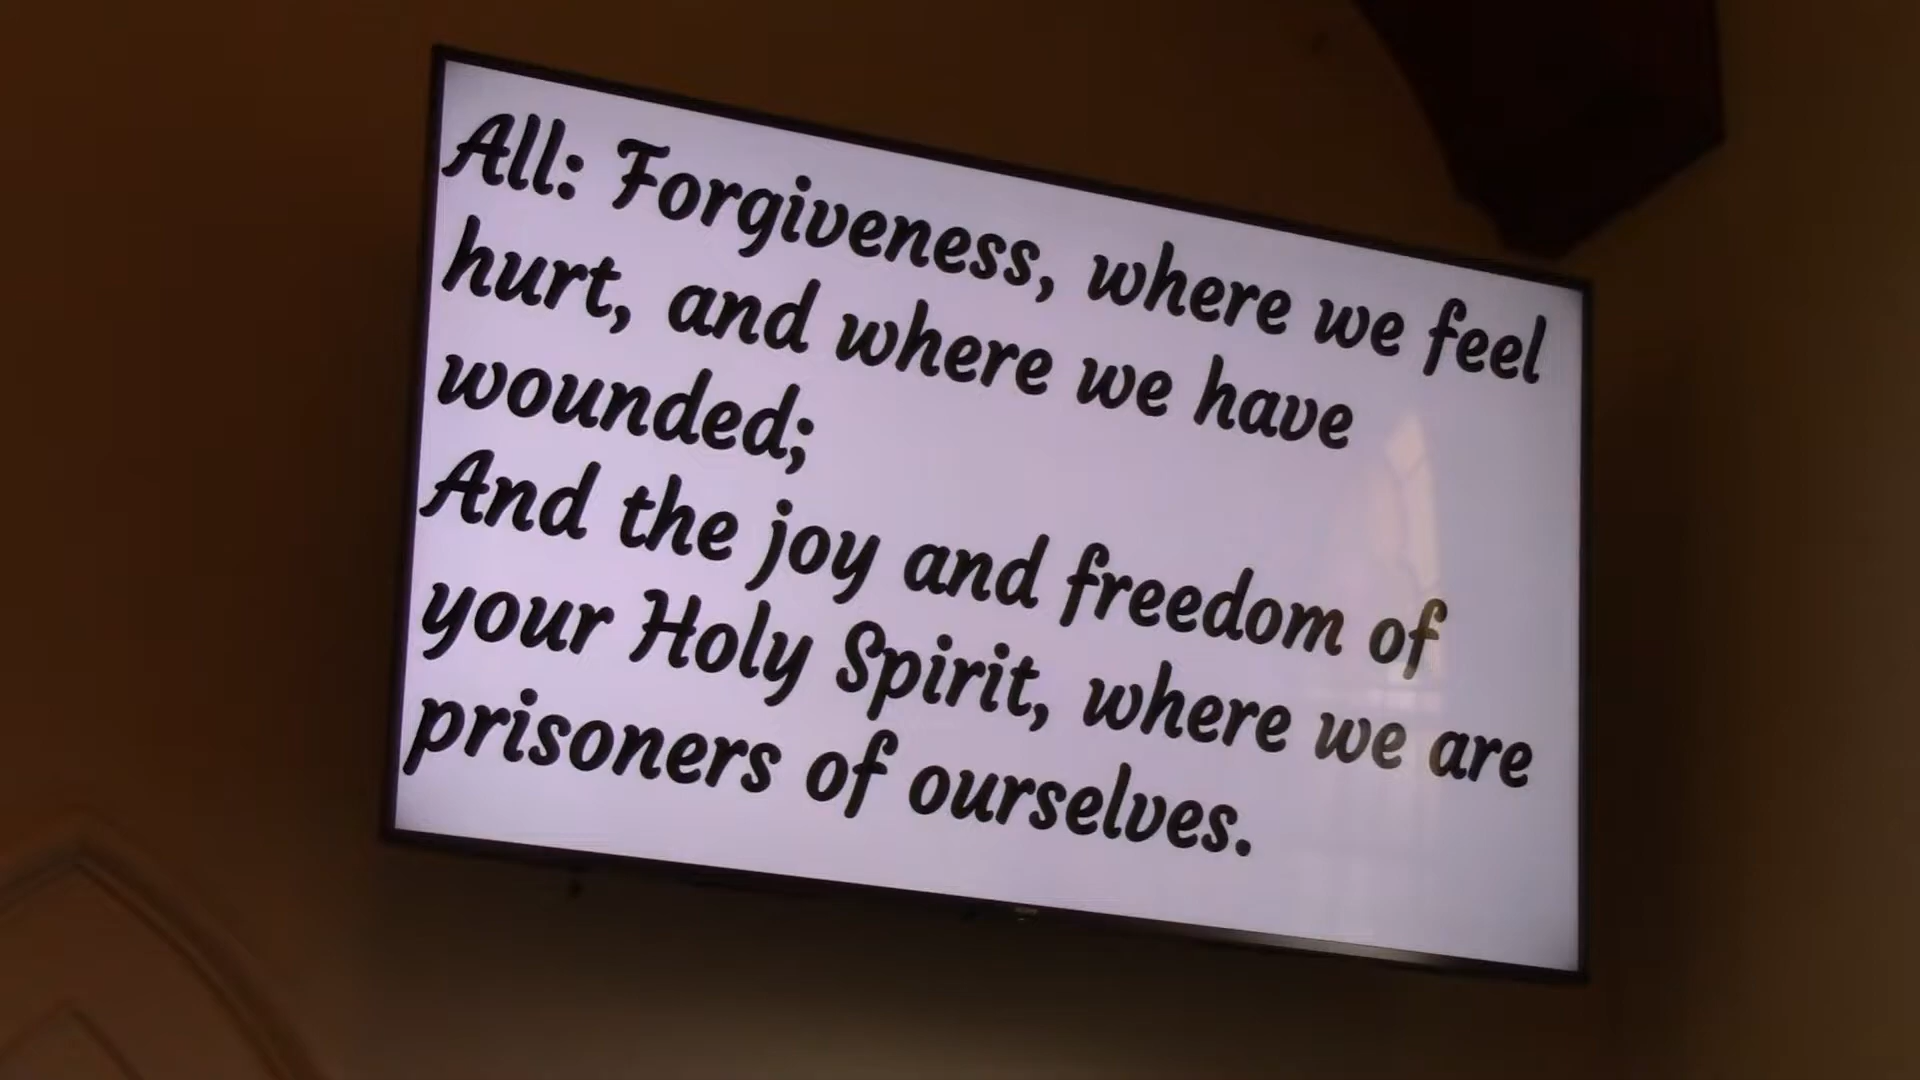 All: Forgiveness, where we feel
hurt, and where we have
wounded;
And the joy and freedom of
your Holy Spirit, where we are
prisoners of ourselves.